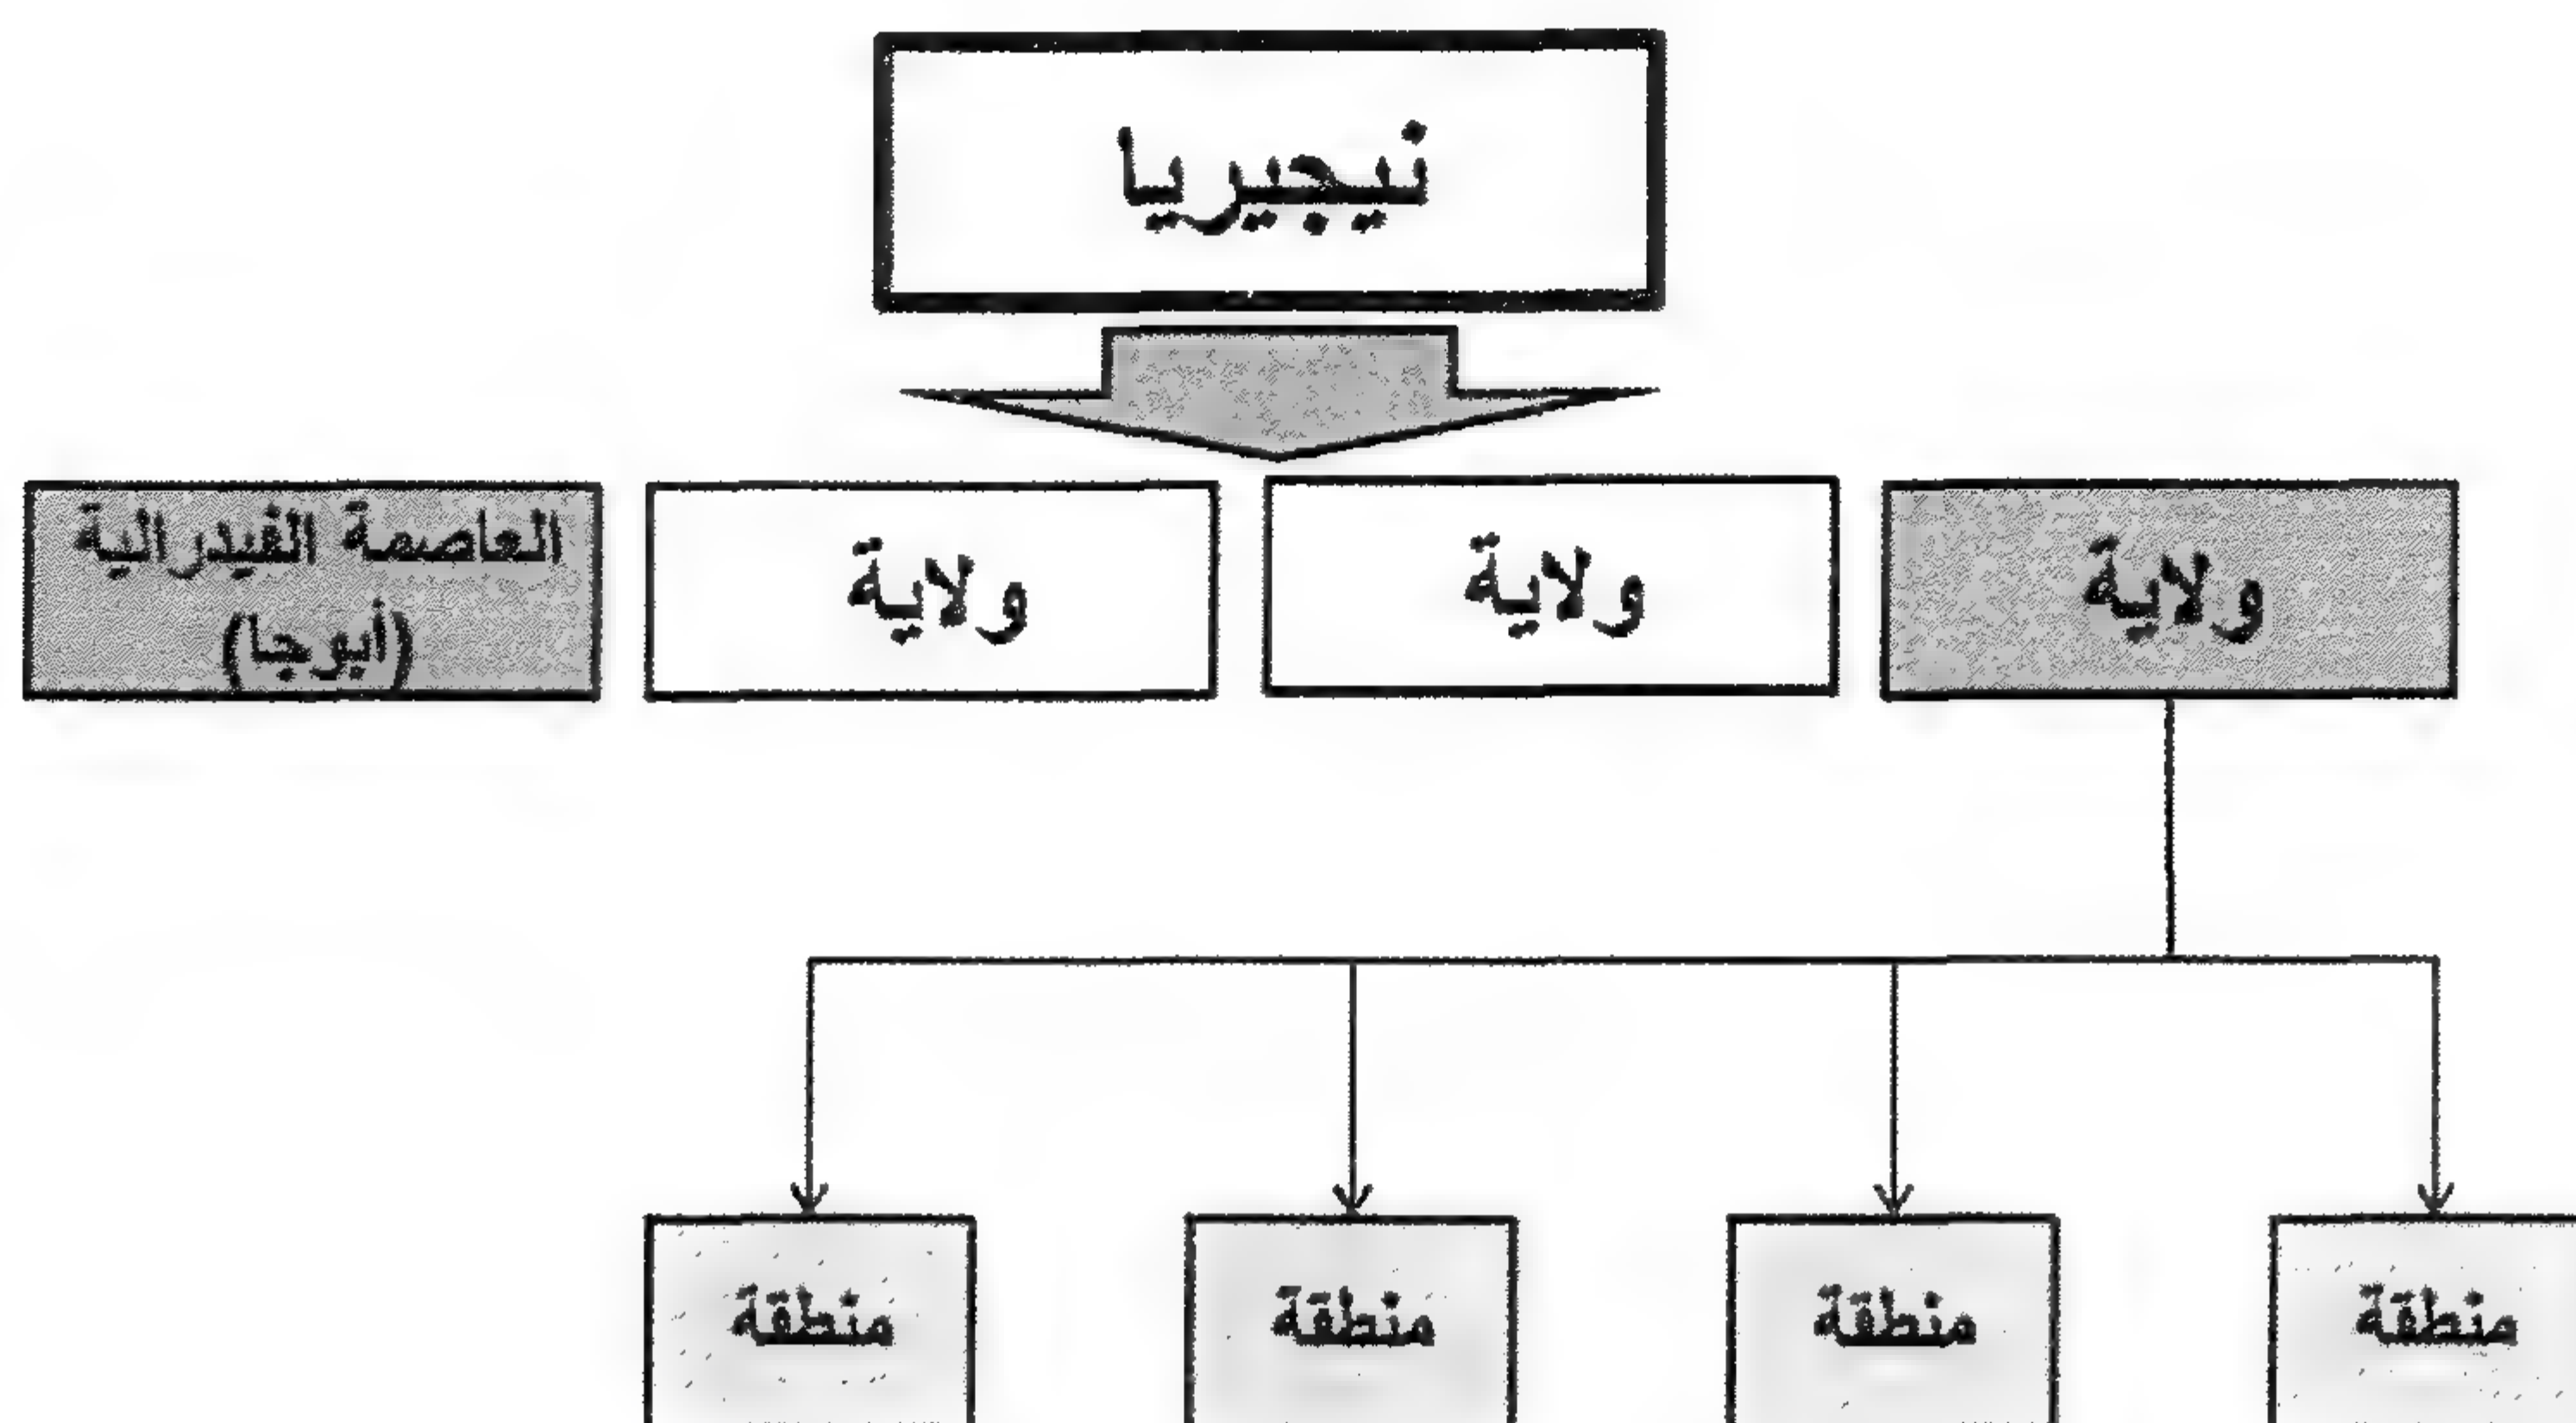 نيجيريا
ولاية
ولاية
ولاية
العاصمة الفيدرالية
(أبوجا)
منطقة
منطقة
منطقة
منطقة